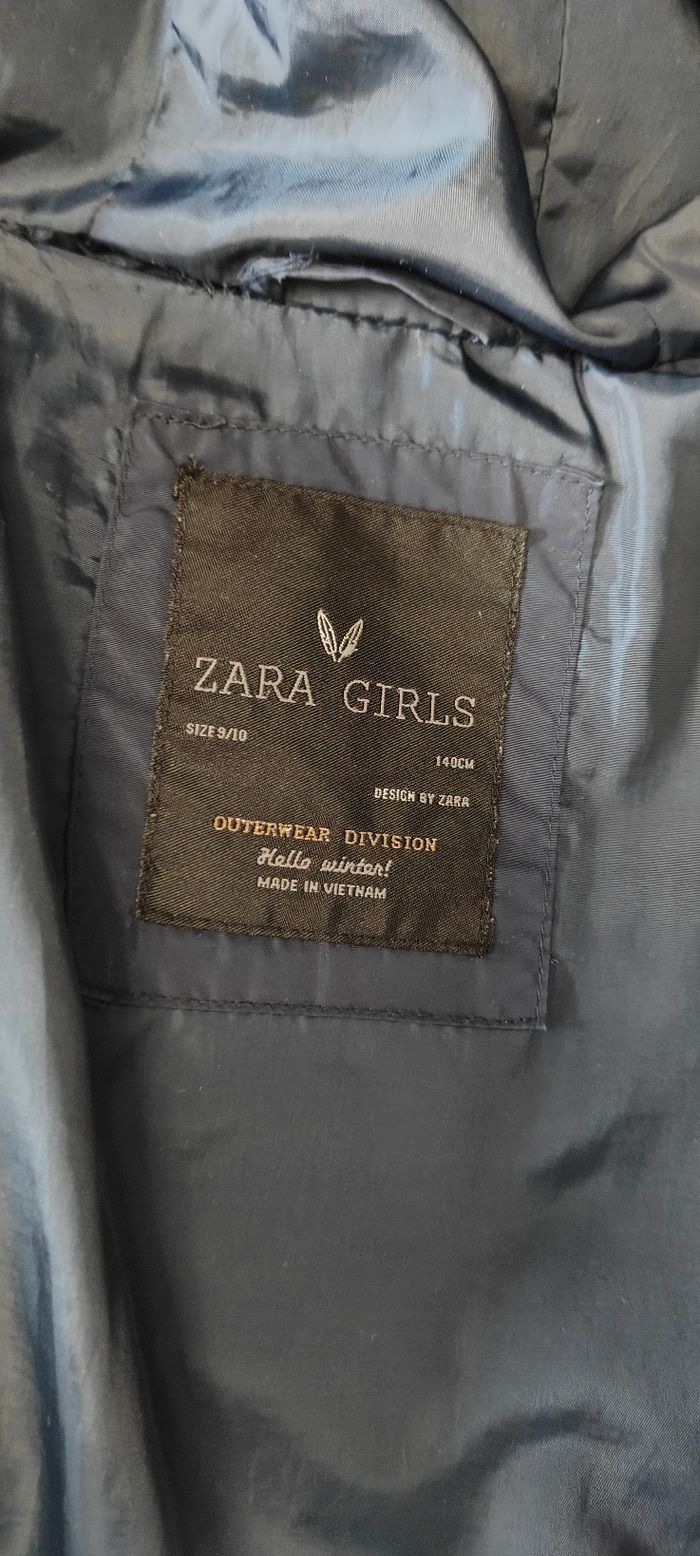 ZARA GIRLS
SIZE 9/10
140CM
DESIGN BY ZARA
OUTERWEAR DIVISION
Hello winter!
MADE IN VIETNAM